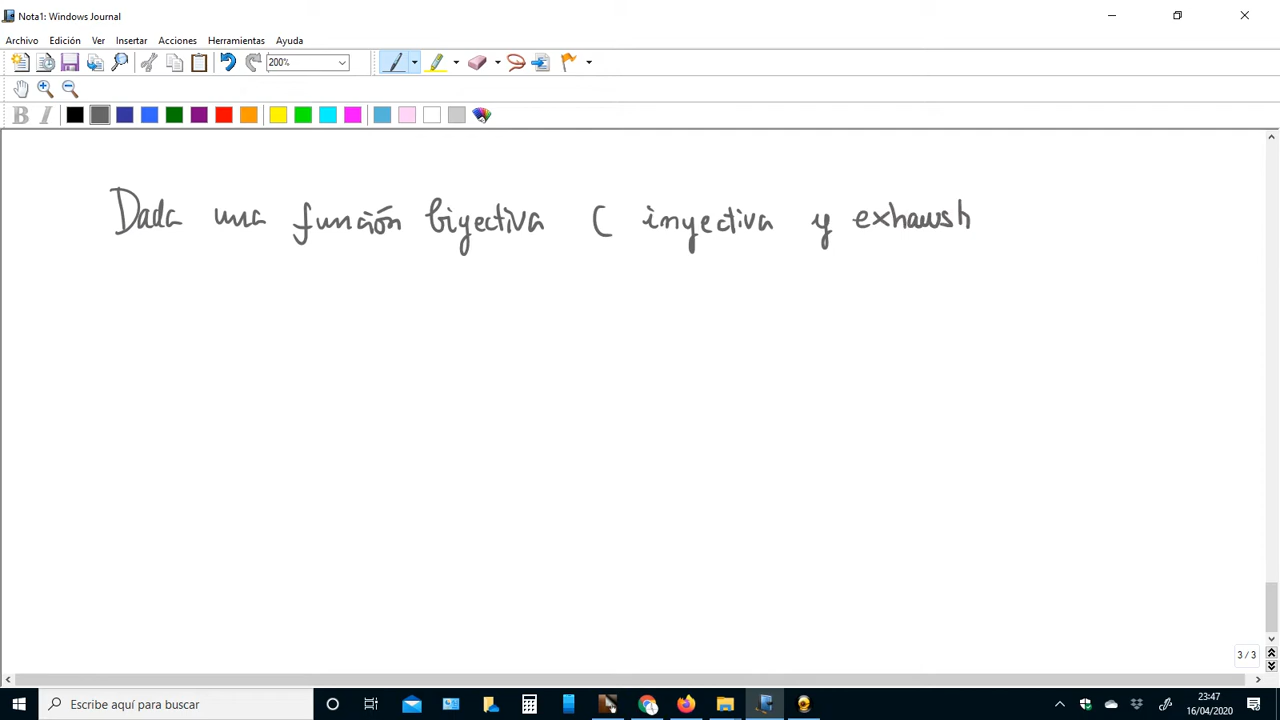 Nota1: Windows Journal
Archivo Edición Ver Insertar Acciones Herramientas Ayuda
200%
B I
Dada una función biyectiva ( inyectiva y exhaust
3 / 3
Escribe aquí para buscar
23:47
16/04/2020